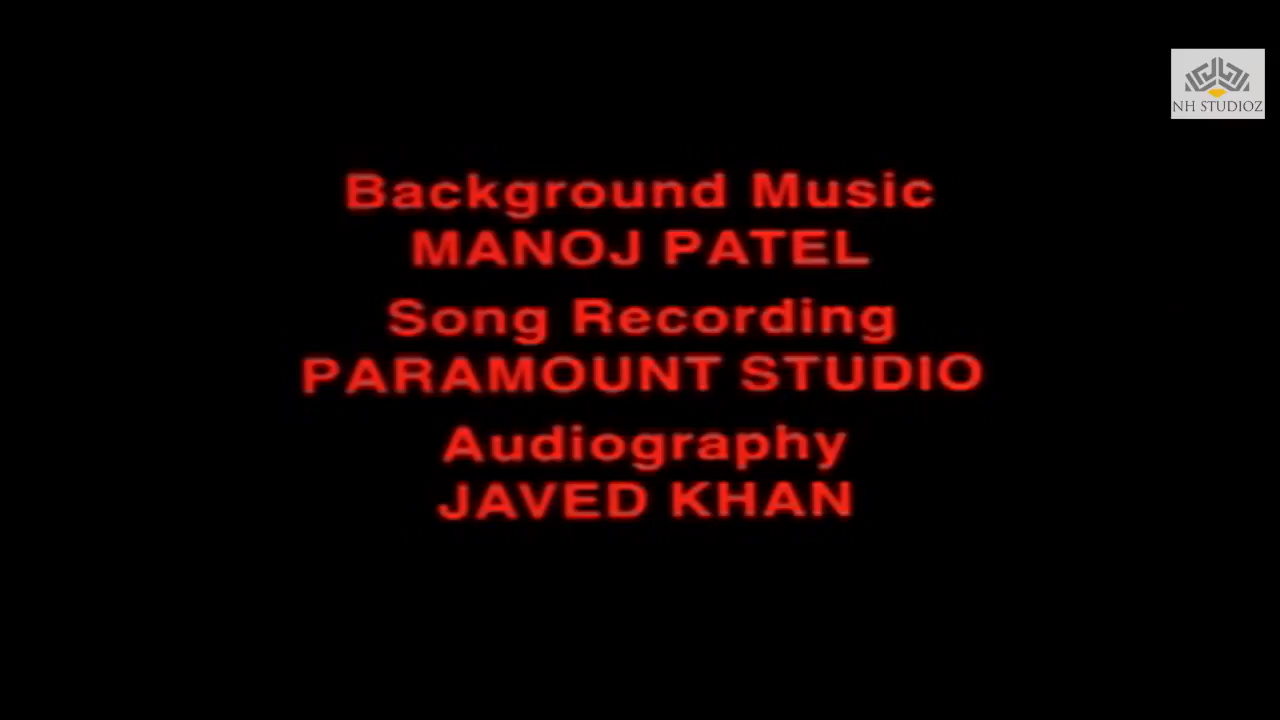 NH STUDIOZ
Background Music
MANOJ PATEL
Song Recording
PARAMOUNT STUDIO
Audiography
JAVED KHAN